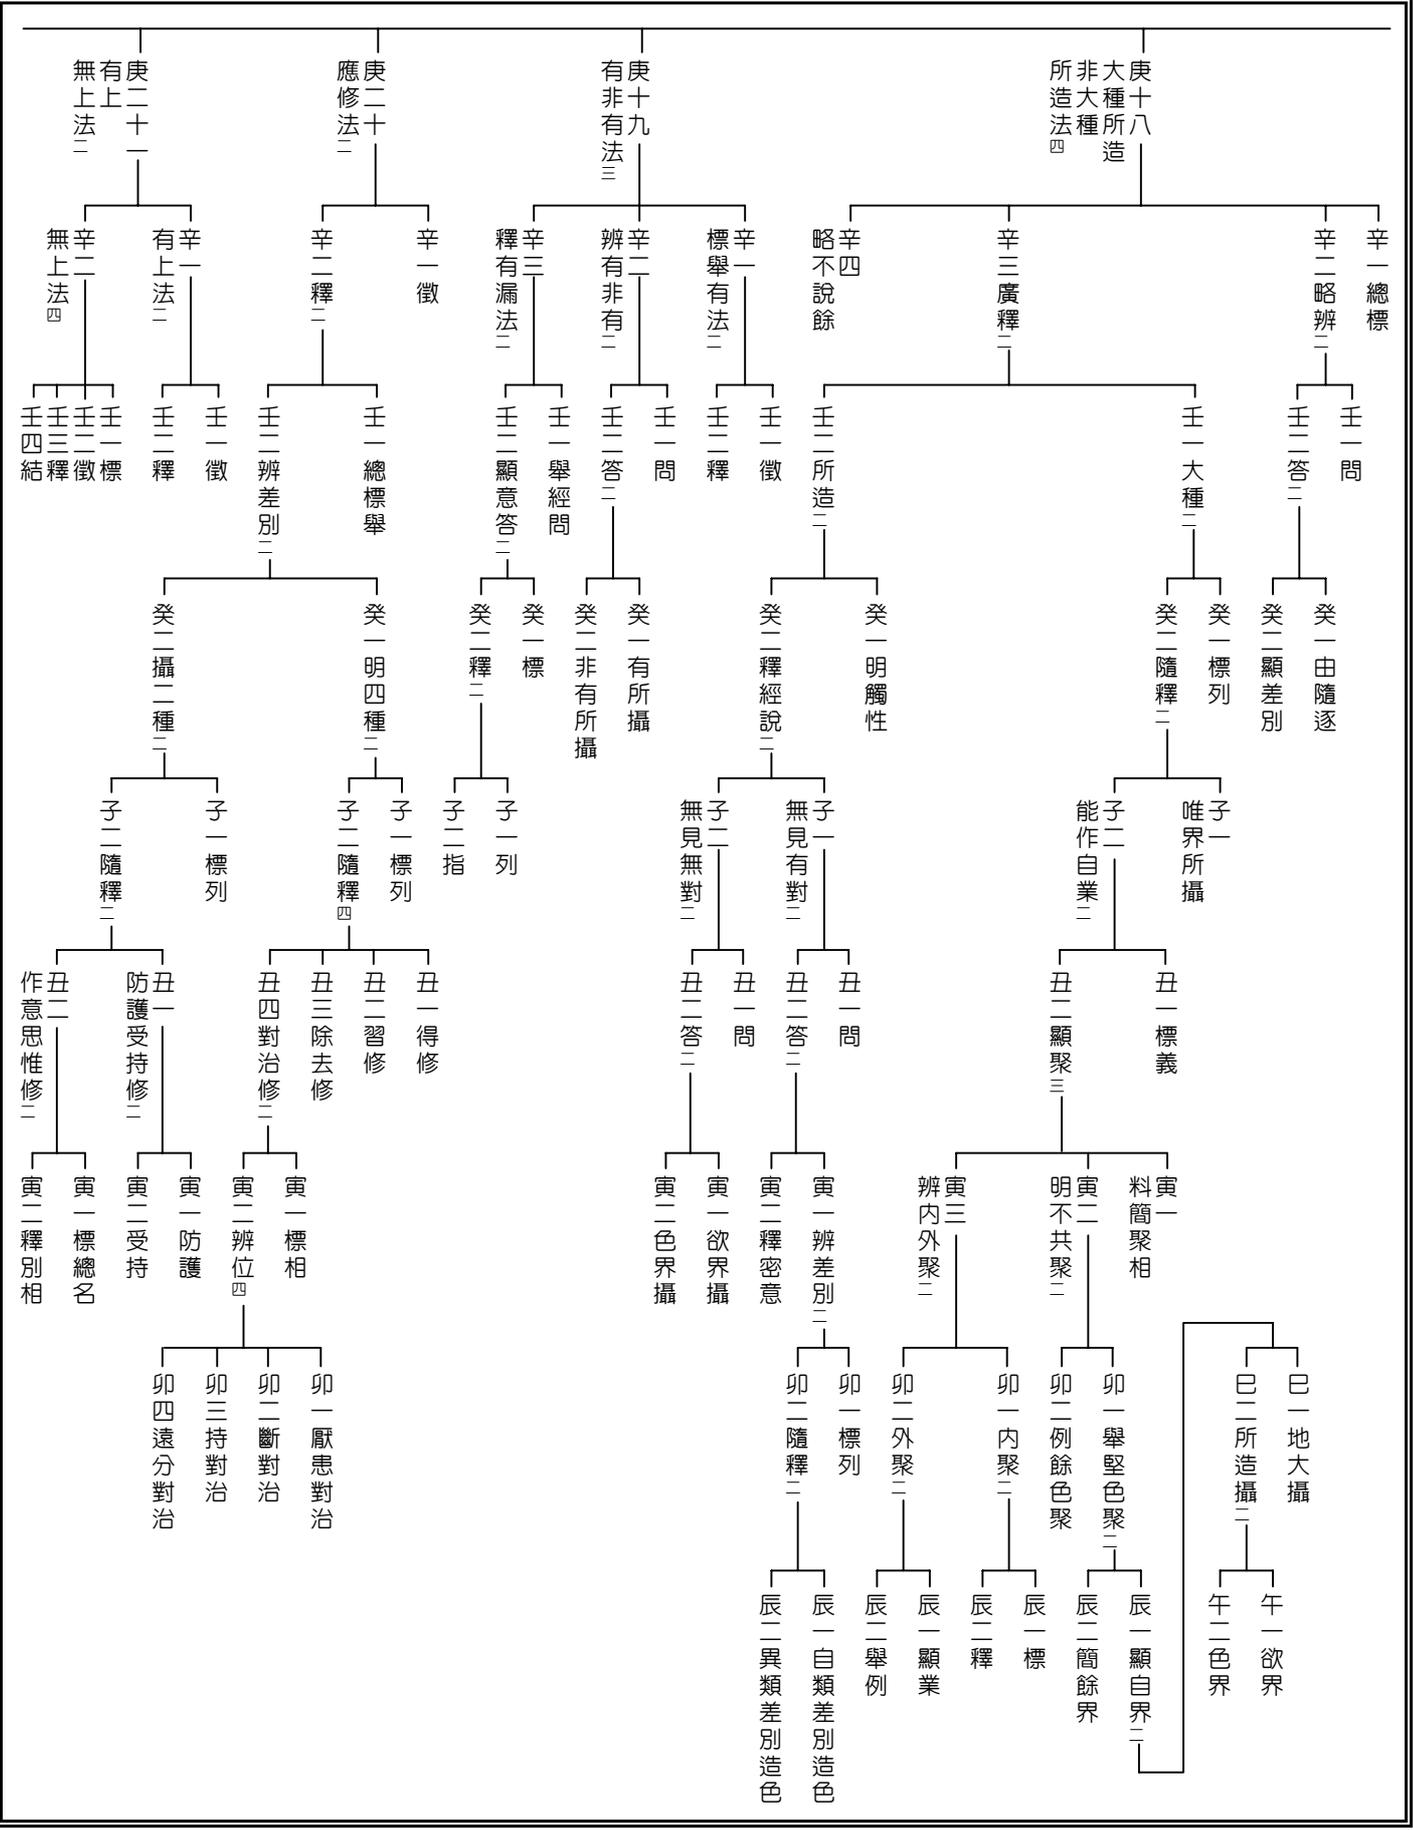 庚十八
大種所造
非大種
所造法四
庚十九
有非有法三
庚二十
應修法二
庚二十一
有上
無上法二
辛一總標
辛二略辨二
辛三廣釋二
辛四
略不說餘
辛一
標舉有法二
辛二
辨有非有二
辛三
釋有漏法二
辛一徵
辛二釋二
辛一
有上法二
辛二
無上法四
壬一問
壬二答二
壬一大種二
壬二所造二
壬一徵
壬二釋
壬一問
壬二答二
壬一舉經問
壬二顯意答二
壬一總標舉
壬二辨差別二
壬一徵
壬二釋
壬一標
壬二徵
壬三釋
壬四結
癸一由隨逐
癸二顯差別
癸一標列
癸二隨釋二
癸一明觸性
癸二釋經說二
癸一有所攝
癸二非有所攝
癸一標
癸二釋二
癸一明四種二
癸二攝二種二
子一
唯界所攝
子二
能作自業二
子一
無見有對二
子二
無見無對二
子一列
子二指
子一標列
子二隨釋四
子一標列
子二隨釋二
丑一標義
丑二顯聚三
丑一問
丑二答二
丑一問
丑二答二
丑一得修
丑二習修
丑三除去修
丑四對治修二
丑一
防護受持修二
丑二
作意思惟修二
寅一
料簡聚相
寅二
明不共聚二
寅三
辨內外聚二
寅一辨差別二
寅二釋密意
寅一欲界攝
寅二色界攝
寅一標相
寅二辨位四
寅一防護
寅二受持
寅一標總名
寅二釋別相
巳一地大攝
巳二所造攝二
卯一舉堅色聚二
卯二例餘色聚
卯一內聚二
卯二外聚二
卯一標列
卯二隨釋二
卯一厭患對治
卯二斷對治
卯三持對治
卯四遠分對治
午一欲界
午二色界
辰一顯自界二
辰二簡餘界
辰一標
辰二釋
辰一顯業
辰二舉例
辰一自類差別造色
辰二異類差別造色